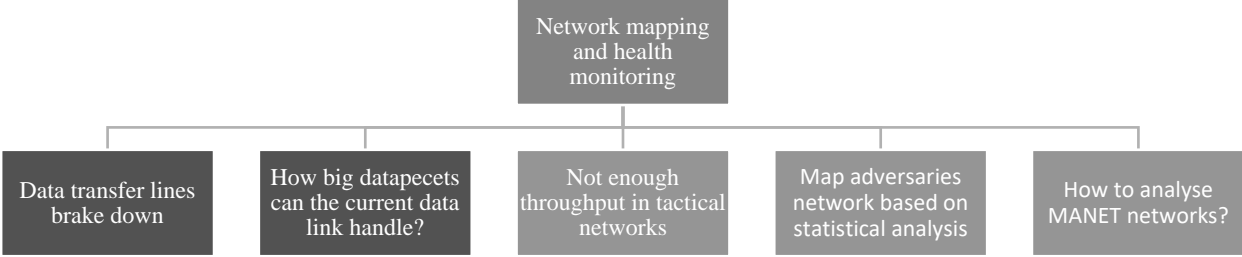 Network mapping
and health
monitoring
Data transfer lines
brake down
How big datapecets
can the current data
link handle?
Not enough
throughput in tactical
networks
Map adversaries
network based on
statistical analysis
How to analyse
MANET networks?